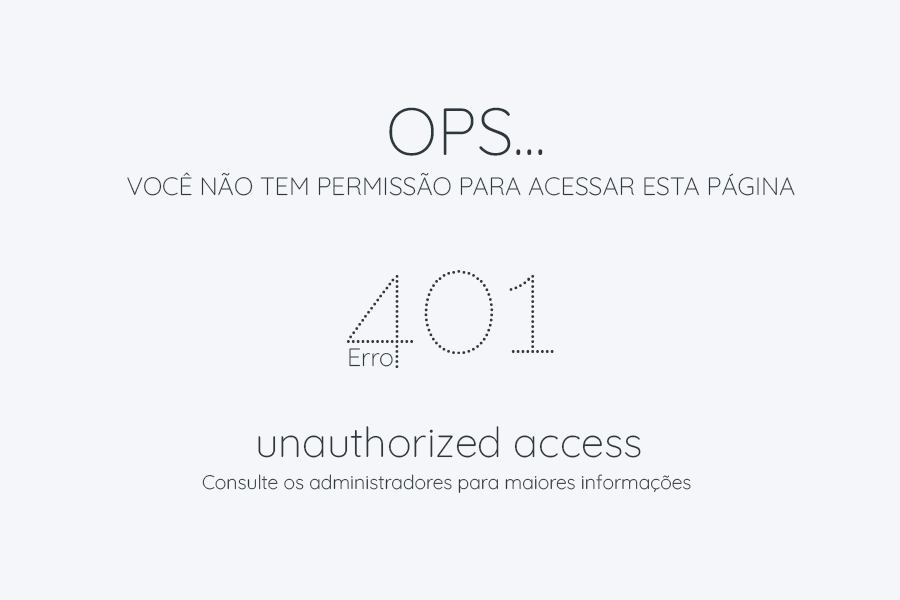 OPS...
VOCÊ NÃO TEM PERMISSÃO PARA ACESSAR ESTA PÁGINA
401
Erro
unauthorized access
Consulte os administradores para maiores informações